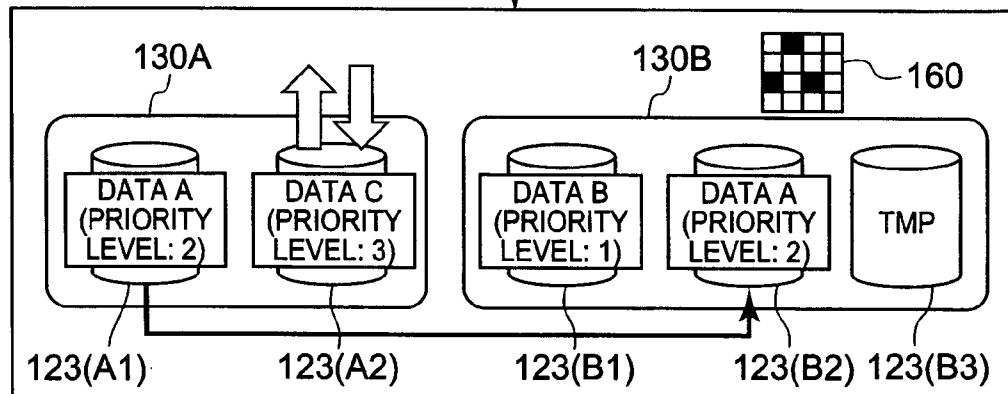 130A
130B
160
DATA A
(PRIORITY
LEVEL: 2)
DATA C
(PRIORITY
LEVEL: 3)
DATA B
(PRIORITY
LEVEL: 1)
DATA A
(PRIORITY
LEVEL: 2)
TMP
123(A1)
123(A2)
123(B1)
123(B2)
123(B3)